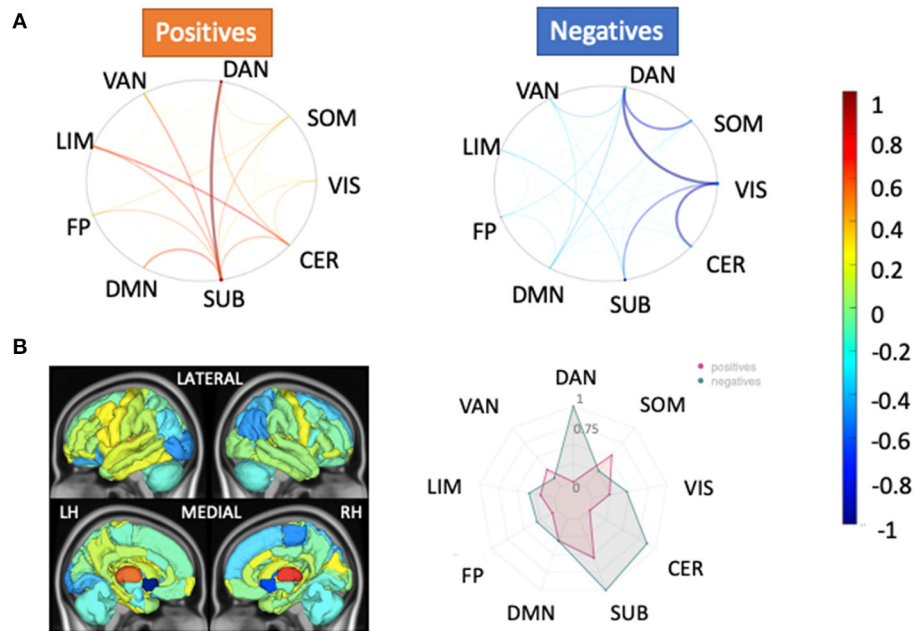 A
Positives
Negatives
DAN
VAN
SOM
LIM
VIS
FP
CER
DMN
SUB
DAN
VAN
SOM
LIM
VIS
FP
CER
DMN
SUB
1
0.8
0.6
0.4
0.2
0
-0.2
-0.4
-0.6
-0.8
-1
B
LATERAL
LH
MEDIAL
RH
positives
negatives
DAN
1
VAN
SOM
0.75
LIM
0
VIS
FP
CER
DMN
SUB